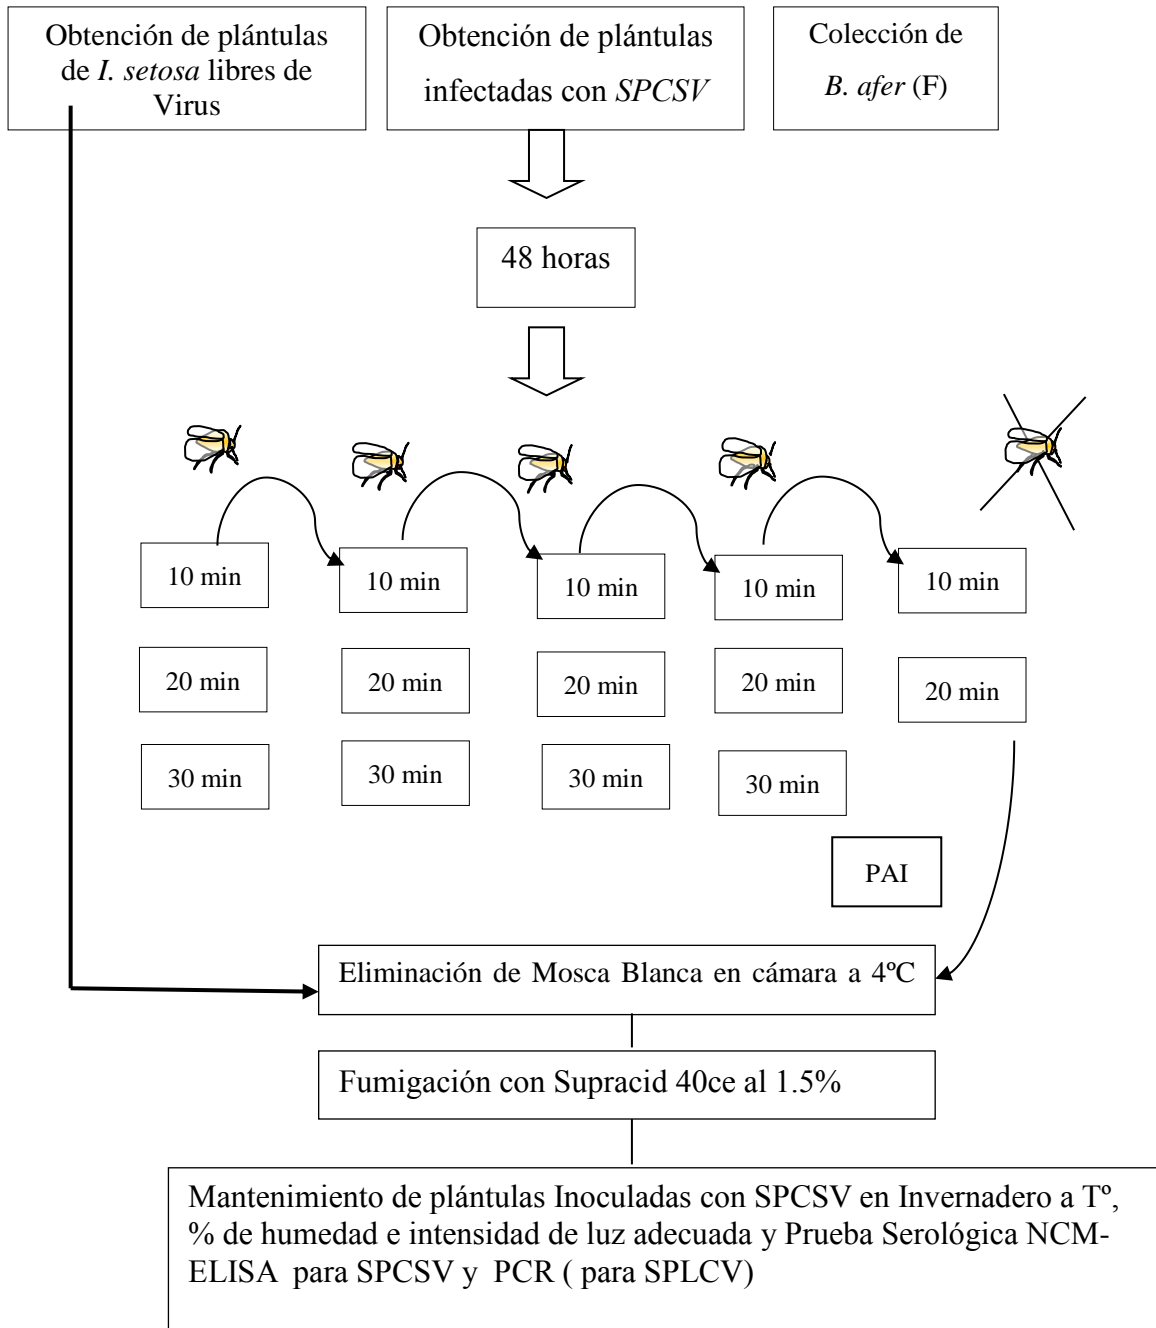 Obtención de plántulas
de I. setosa libres de
Virus
Obtención de plántulas
infectadas con SPCSV
Colección de
B. afer (F)
48 horas
10 min
10 min
10 min
10 min
10 min
20 min
20 min
20 min
20 min
20 min
30 min
30 min
30 min
30 min
PAI
Eliminación de Mosca Blanca en cámara a 4ºC
Fumigación con Supracid 40ce al 1.5%
Mantenimiento de plántulas Inoculadas con SPCSV en Invernadero a Tº,
% de humedad e intensidad de luz adecuada y Prueba Serológica NCM-
ELISA para SPCSV y PCR ( para SPLCV)